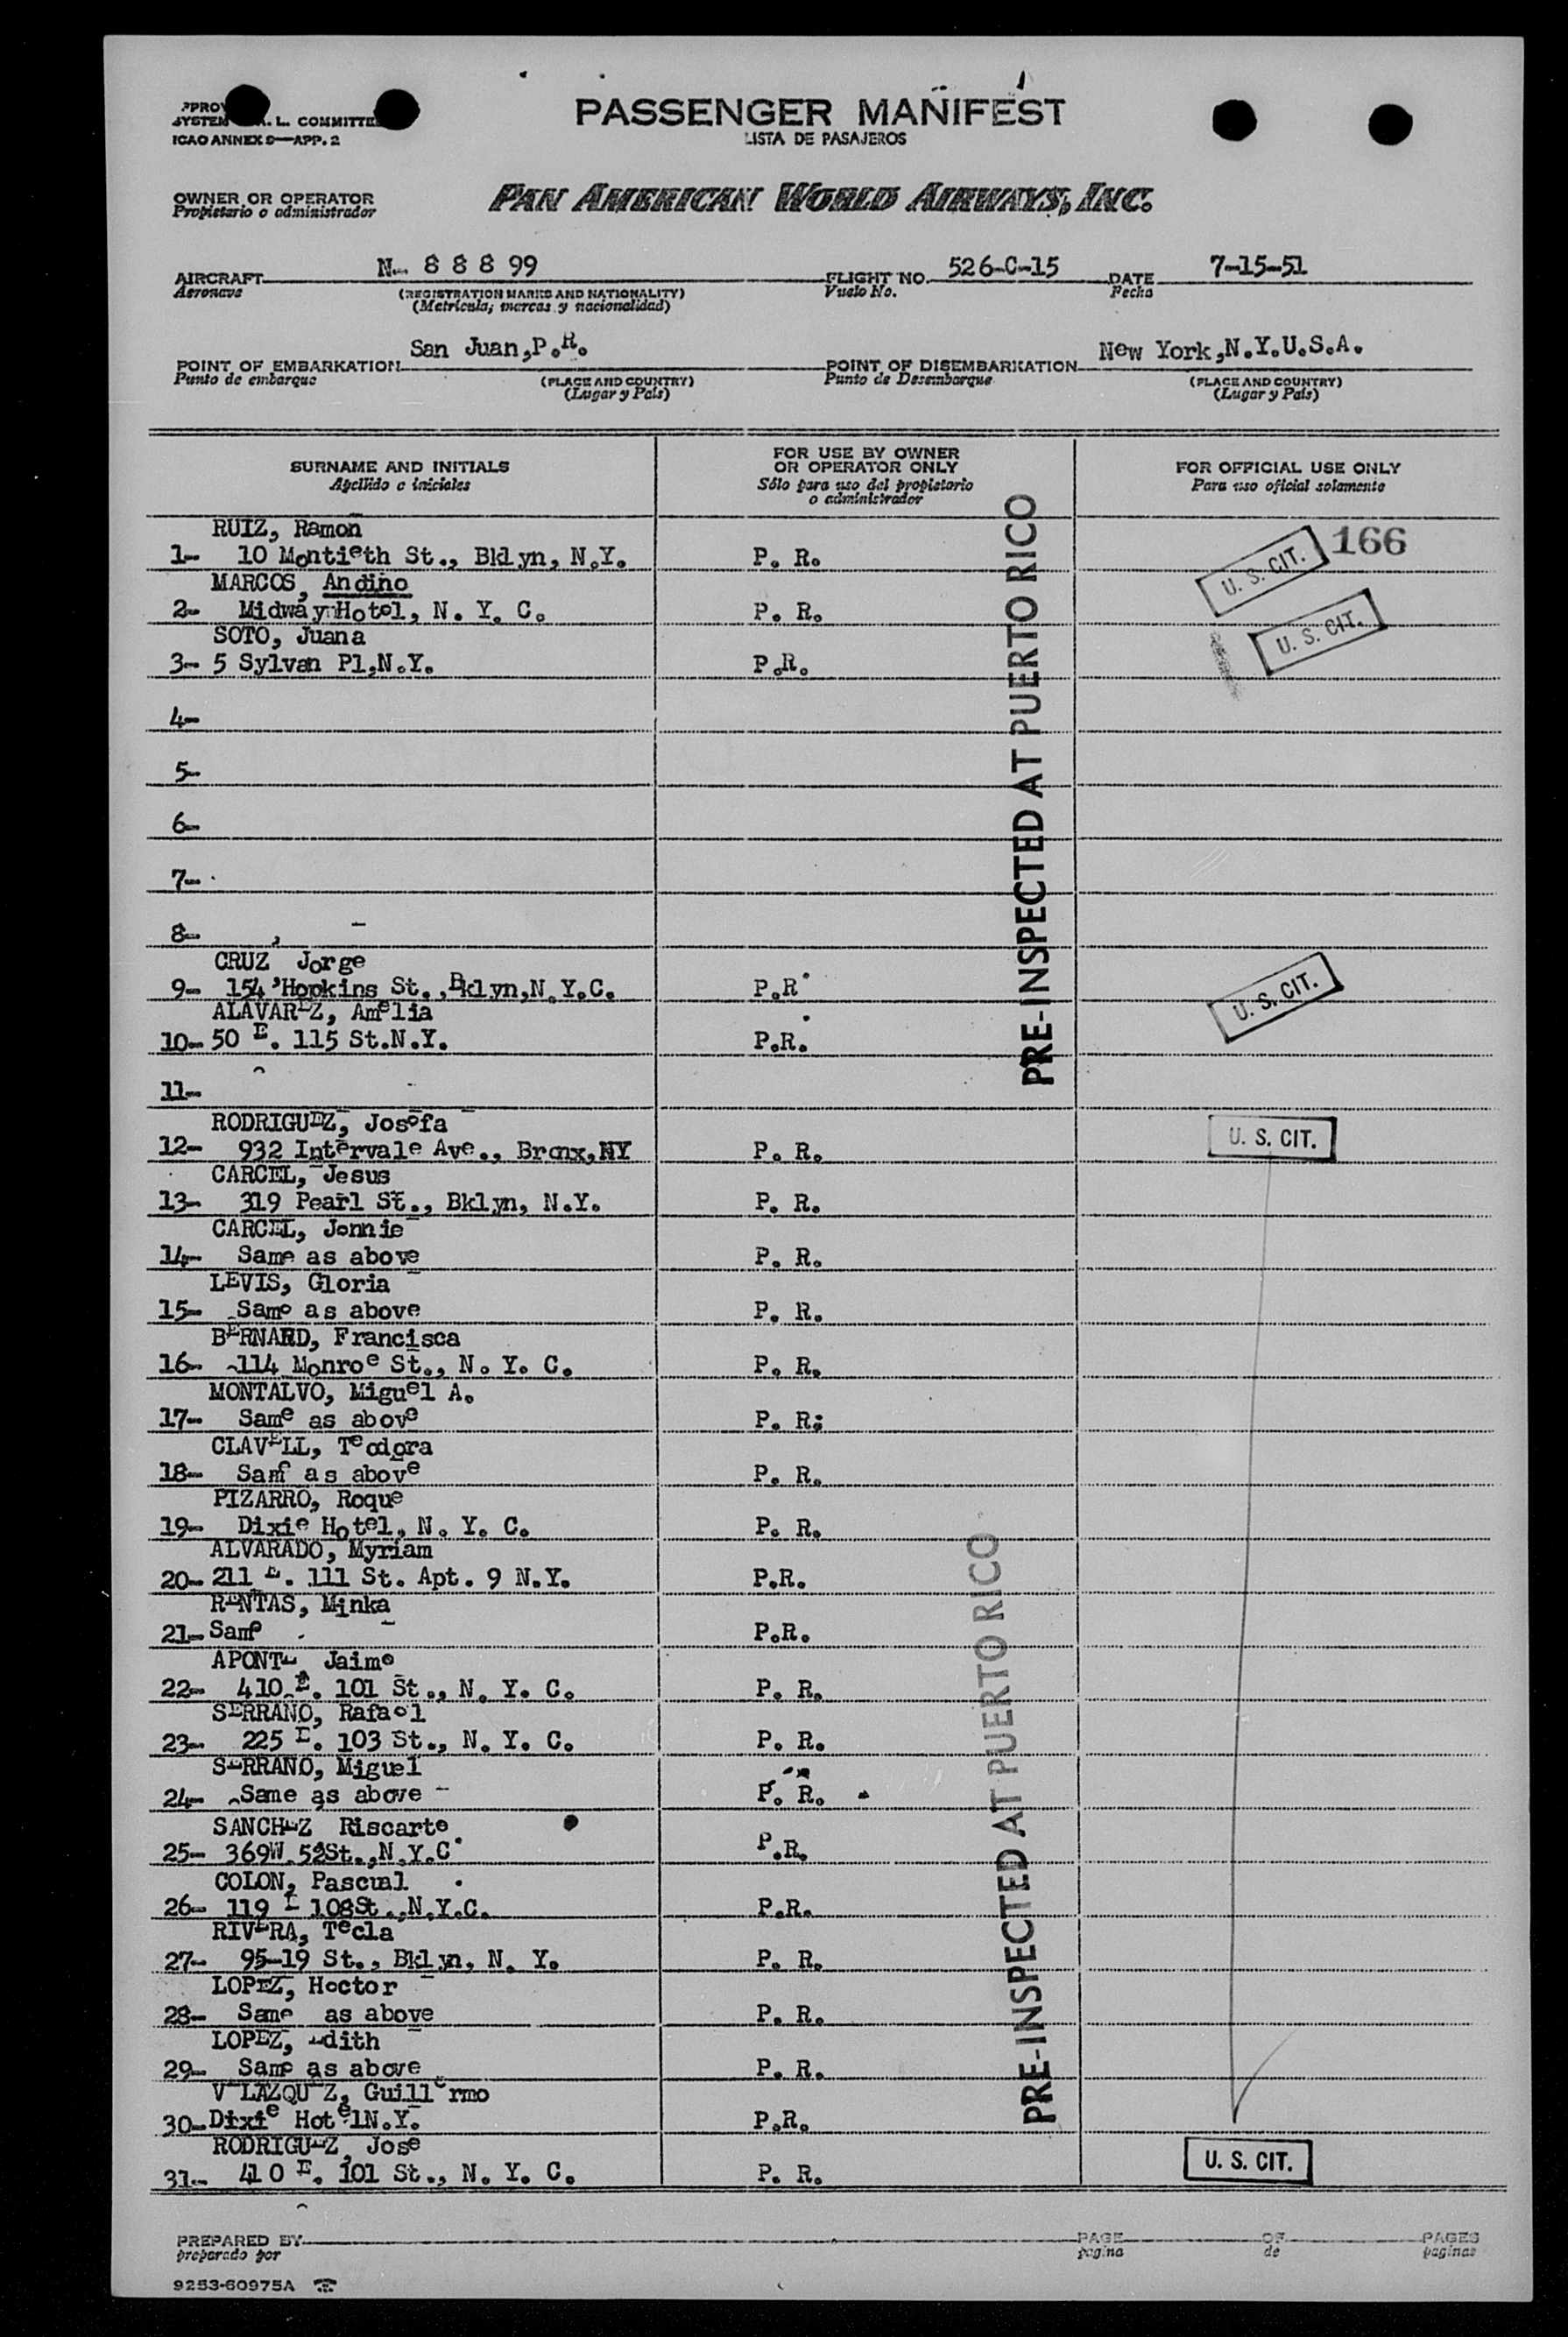 PASSENGER MANIFEST
LISTA DE PASAJEROS
SYSTEM L. COMMITTEE
ICAO ANNEX 9—APP. 2
OWNER OR OPERATOR
Propietario o administrador
PAN AMERICAN WORLD AIRWAYS, INC.
AIRCRAFT N- 88899 FLIGHT NO. 526-C-15 DATE 7-15-51
Aeronave (REGISTRATION MARKS AND NATIONALITY) Vuelo No. Fecha
(Matrícula; marcas y nacionalidad)
POINT OF EMBARKATION San Juan,P.R. POINT OF DISEMBARKATION New York,N.Y.U.S.A.
Punto de embarque (PLACE AND COUNTRY) Punto de Desembarque (PLACE AND COUNTRY)
(Lugar y País) (Lugar y País)
SURNAME AND INITIALS
Apellido e iniciales
FOR USE BY OWNER
OR OPERATOR ONLY
Sólo para uso del propietario
o administrador
FOR OFFICIAL USE ONLY
Para uso oficial solamente
RUIZ, Ramon
1- 10 Montieth St., Bklyn, N.Y. P. R. U. S. CIT. 166
MARCOS, Andino
2- Midway Hotel, N. Y. C. P. R. U. S. CIT.
SOTO, Juana
3- 5 Sylvan Pl,N.Y. P.R.
4-
5-
6-
7-
8-
CRUZ, Jorge
9- 154 Hopkins St.,Bklyn,N.Y.C. P.R. U. S. CIT.
ALAVAREZ, Amelia
10- 50 E. 115 St.N.Y. P.R.
11-
RODRIGUEZ, Josefa
12- 932 Intervale Ave., Bronx,NY P. R. U. S. CIT.
CARCEL, Jesus
13- 319 Pearl St., Bklyn, N.Y. P. R.
CARCEL, Jonnie
14- Same as above P. R.
LEVIS, Gloria
15- Same as above P. R.
BERNARD, Francisca
16- 114 Monroe St., N. Y. C. P. R.
MONTALVO, Miguel A.
17- Same as above P. R.
CLAVELL, Teodora
18- Same as above P. R.
PIZARRO, Roque
19- Dixie Hotel, N. Y. C. P. R.
ALVARADO, Myriam
20- 211 E. 111 St. Apt. 9 N.Y. P.R.
RENTAS, Minka
21- Same P.R.
APONTE, Jaime
22- 410 E. 101 St., N. Y. C. P. R.
SERRANO, Rafael
23- 225 E. 103 St., N. Y. C. P. R.
SERRANO, Miguel
24- Same as above P. R.
SANCHEZ Riscarte
25- 369W. 52St.,N.Y.C. P.R.
COLON, Pascual
26- 119 E 108St.,N.Y.C. P.R.
RIVERA, Tecla
27- 95-19 St., Bklyn, N. Y. P. R.
LOPEZ, Hector
28- Same as above P. R.
LOPEZ, Edith
29- Same as above P. R.
VELAZQUEZ, Guillermo
30- Dixie Hotel N.Y. P.R.
RODRIGUEZ, Jose
31- 410 E. 101 St., N. Y. C. P. R. U. S. CIT.
PRE-INSPECTED AT PUERTO RICO
PRE-INSPECTED AT PUERTO RICO
PREPARED BY PAGE OF PAGES
preparado por pagina de paginas
9253-60975A